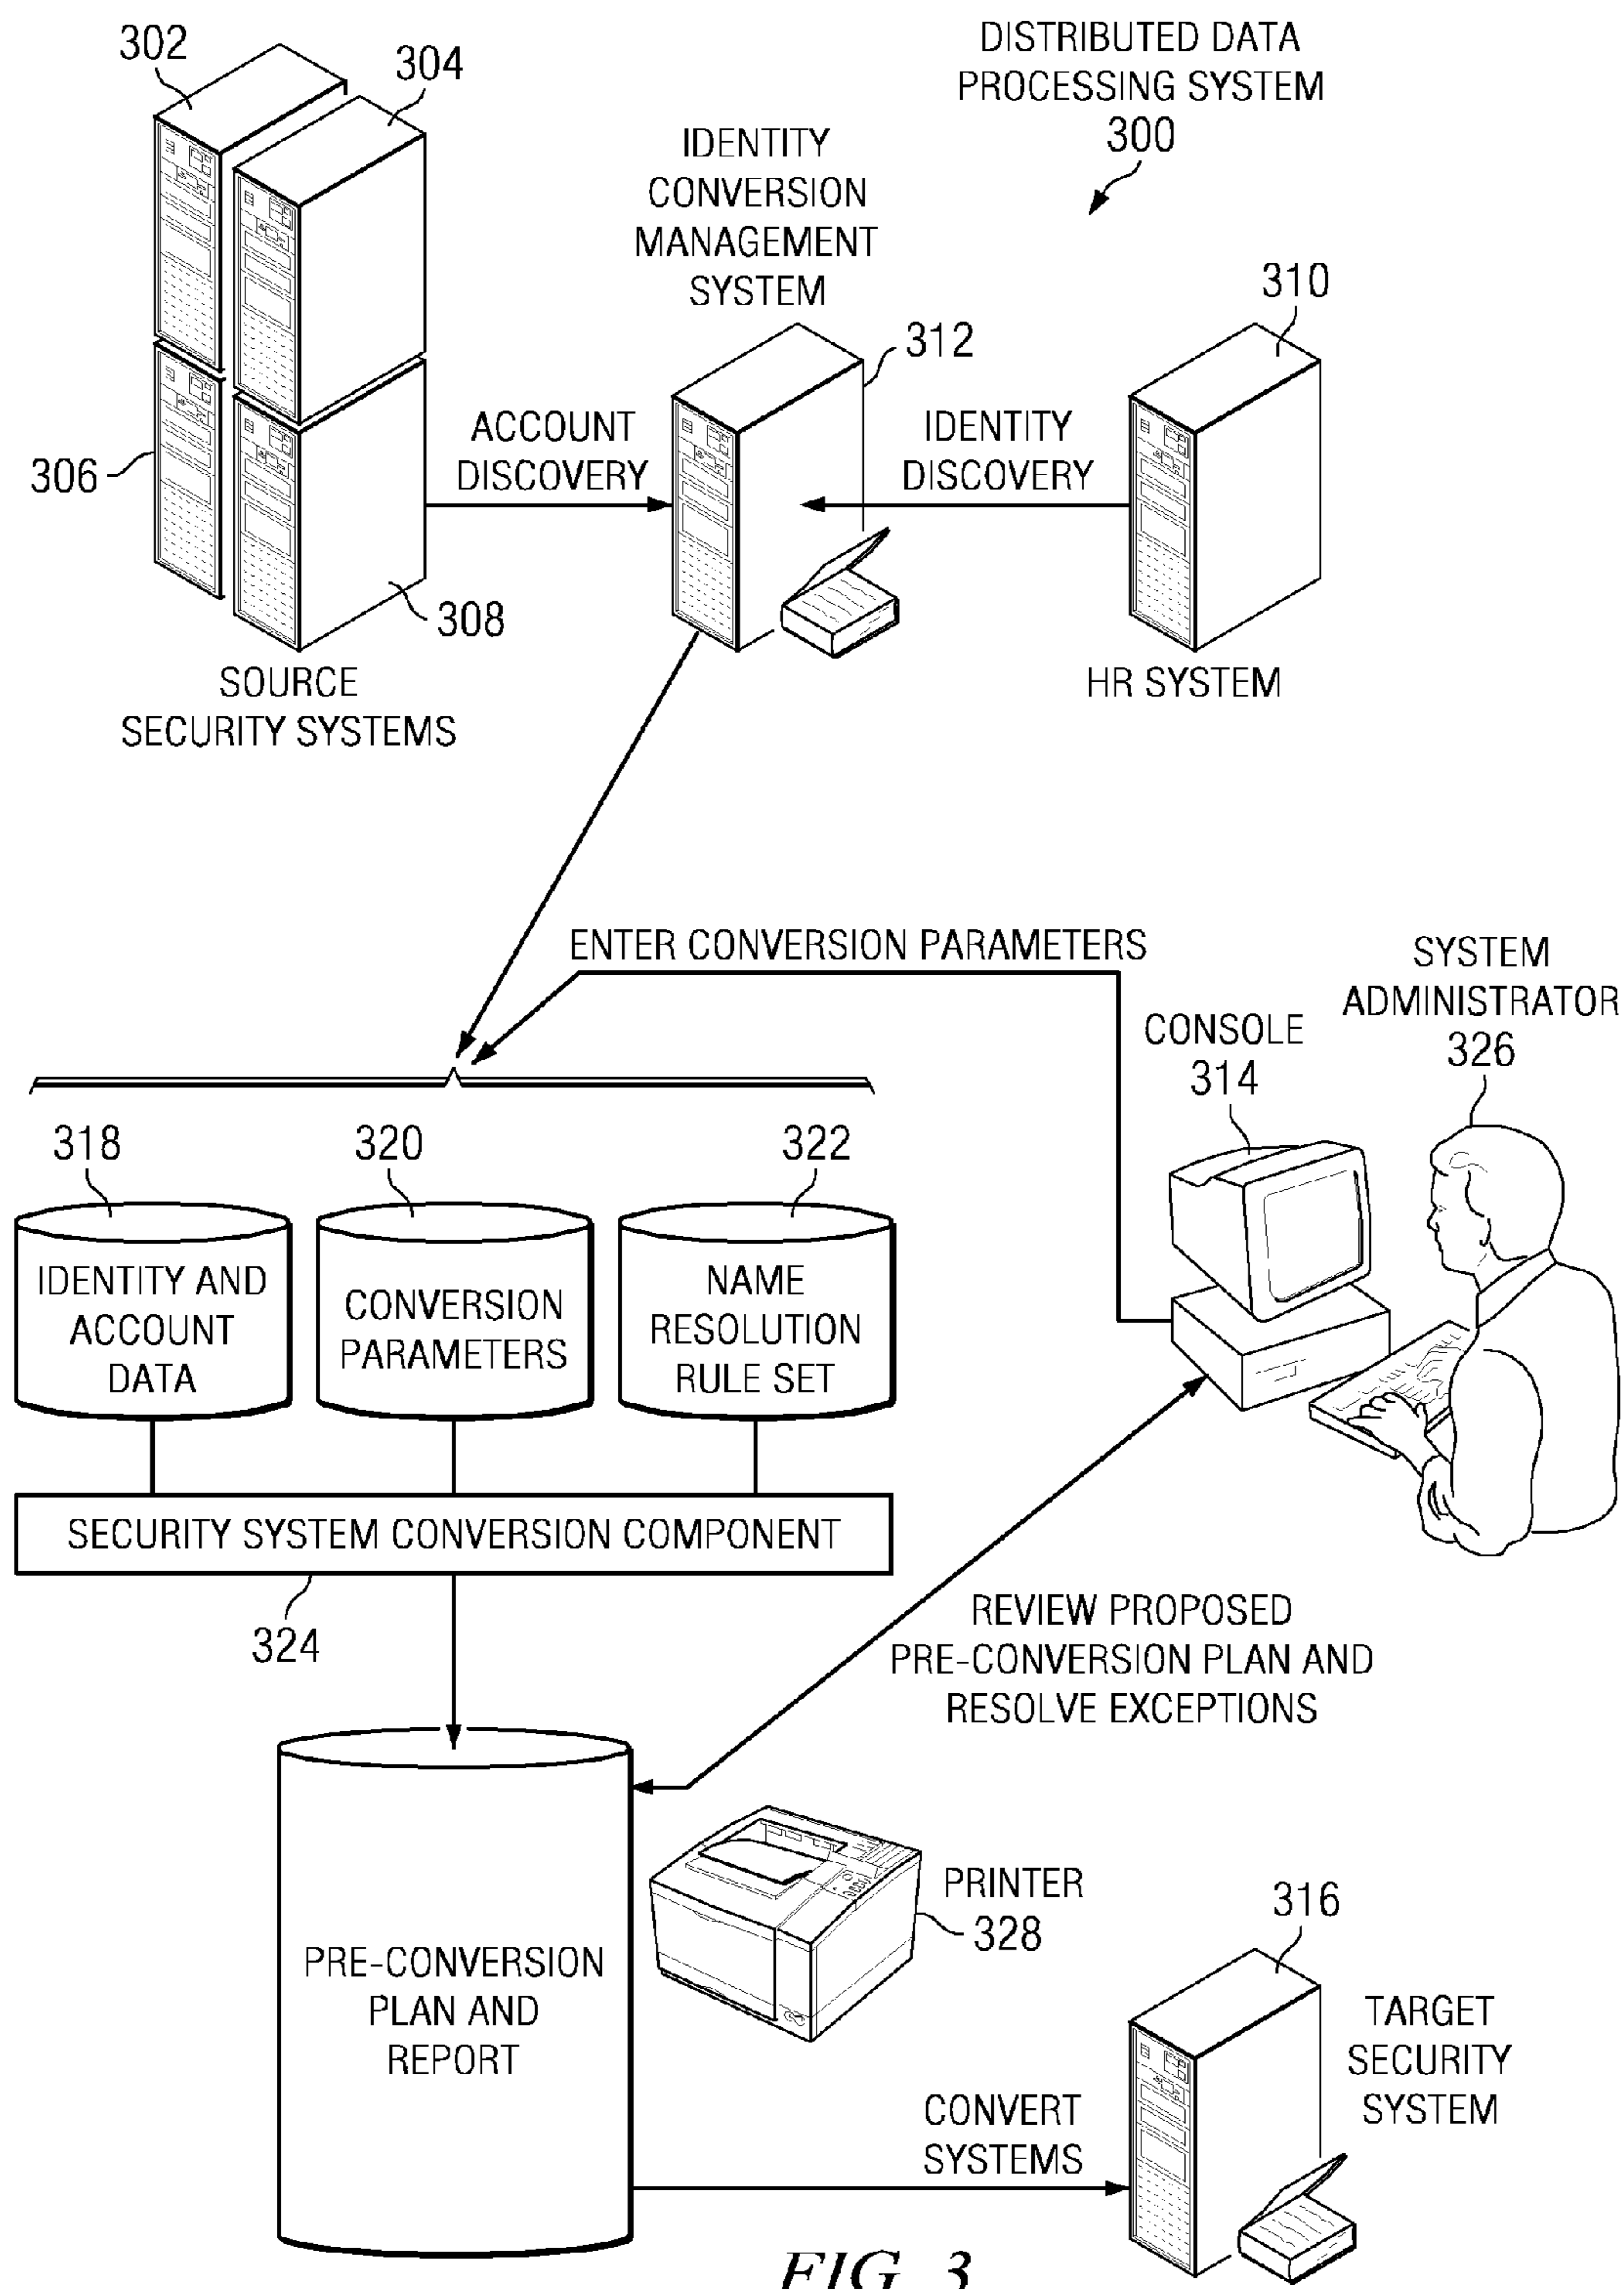 302
304
DISTRIBUTED DATA
PROCESSING SYSTEM
300
IDENTITY
CONVERSION
MANAGEMENT
SYSTEM
310
312
ACCOUNT
DISCOVERY
IDENTITY
DISCOVERY
306
308
SOURCE
SECURITY SYSTEMS
HR SYSTEM
ENTER CONVERSION PARAMETERS
SYSTEM
ADMINISTRATOR
326
CONSOLE
314
318
320
322
IDENTITY AND
ACCOUNT
DATA
CONVERSION
PARAMETERS
NAME
RESOLUTION
RULE SET
SECURITY SYSTEM CONVERSION COMPONENT
324
REVIEW PROPOSED
PRE-CONVERSION PLAN AND
RESOLVE EXCEPTIONS
PRINTER
328
316
PRE-CONVERSION
PLAN AND
REPORT
TARGET
SECURITY
SYSTEM
CONVERT
SYSTEMS
FIG. 3